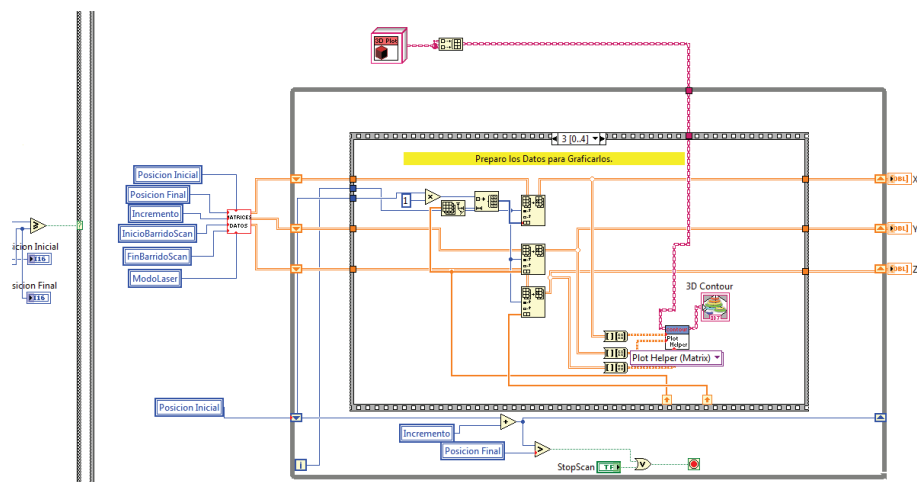 3D Plot
3 [0..4]
Preparo los Datos para Graficarlos.
Posicion Inicial
Posicion Final
Incremento
InicioBarridoScan
FinBarridoScan
ModoLaser
MATRICES
DATOS
1
DBL
X
DBL
Y
DBL
Z
icion Inicial
I16
sicion Final
I16
3D Contour
Plot
Helper
Plot Helper (Matrix)
Posicion Inicial
Incremento
Posicion Final
i
StopScan
TF